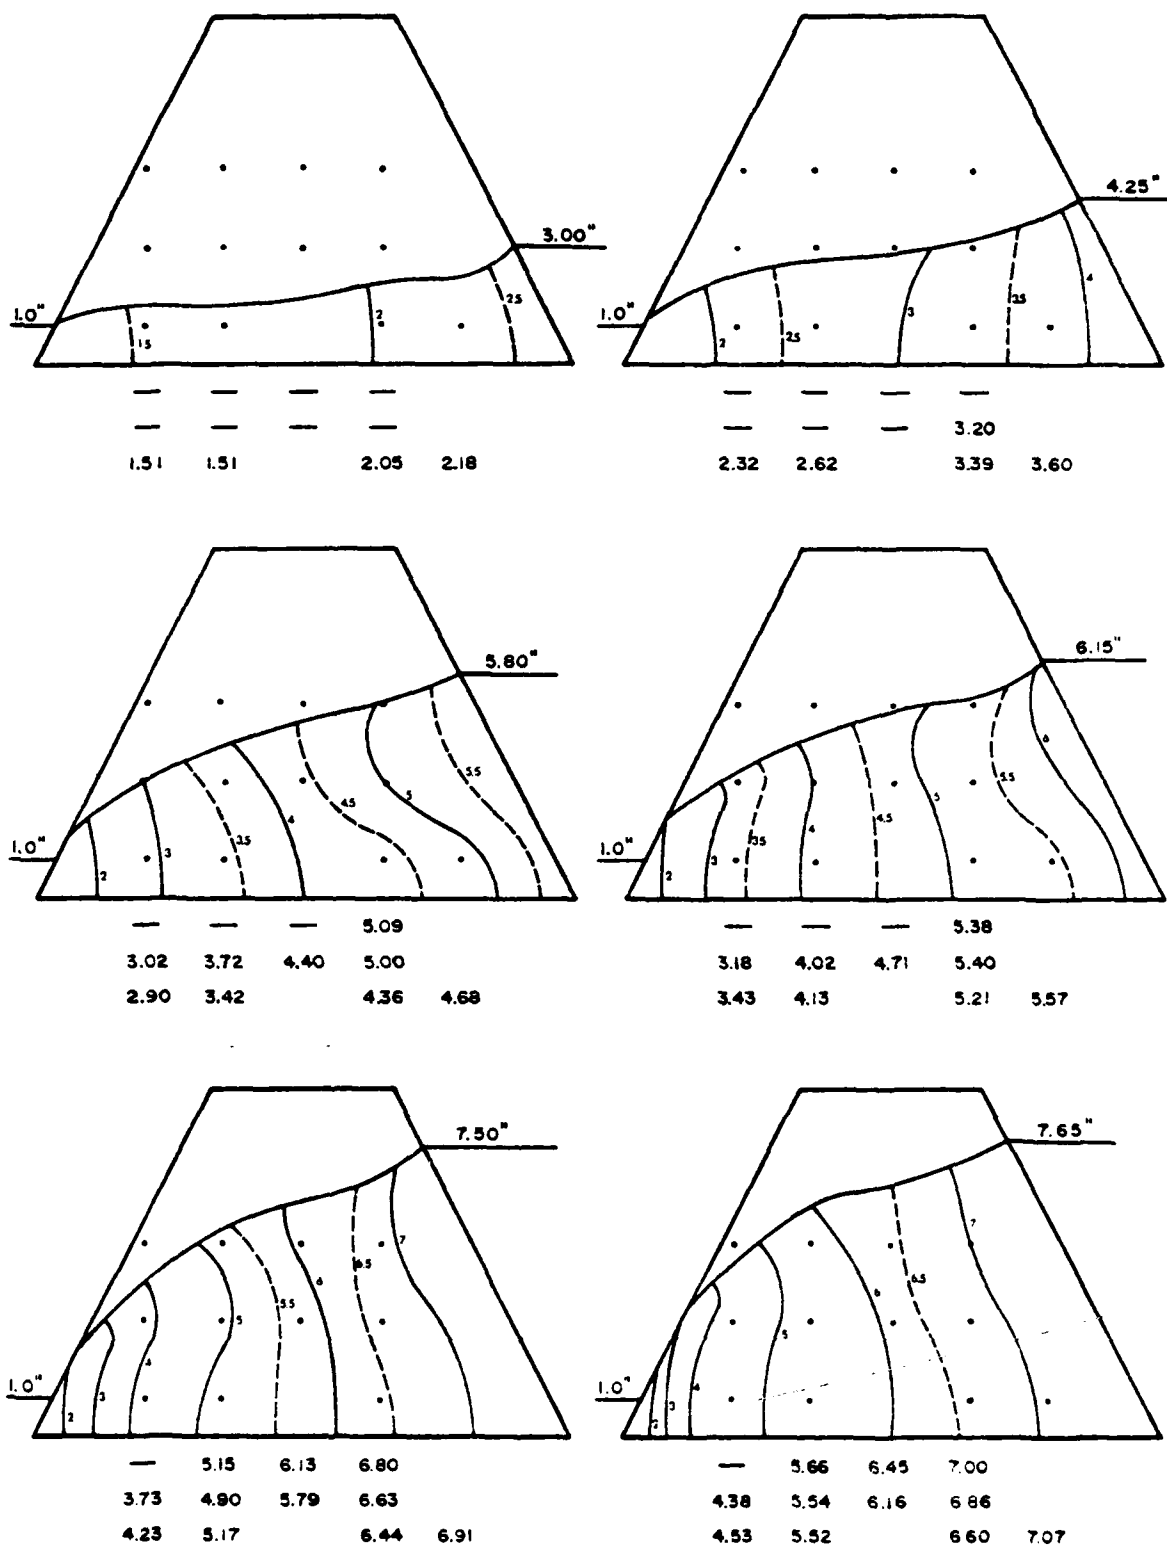 3.00"
1.0"
1.5
2
2.5
— — — —
— — — —
1.51 1.51 2.05 2.18
4.25"
1.0"
2
2.5
3
3.5
4
— — — —
— — — 3.20
2.32 2.62 3.39 3.60
5.80"
1.0"
2
3
3.5
4
4.5
5
5.5
— — — 5.09
3.02 3.72 4.40 5.00
2.90 3.42 4.36 4.68
6.15"
1.0"
2
3
3.5
4
4.5
5
5.5
6
— — — 5.38
3.18 4.02 4.71 5.40
3.43 4.13 5.21 5.57
7.50"
1.0"
2
3
4
5
5.5
6
6.5
7
— 5.15 6.13 6.80
3.73 4.90 5.79 6.63
4.23 5.17 6.44 6.91
7.65"
1.0"
2
3
4
5
6
6.5
7
— 5.66 6.45 7.00
4.38 5.54 6.16 6.86
4.53 5.52 6.60 7.07